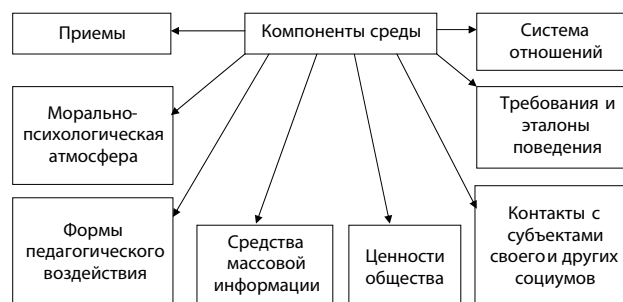 Приемы
Компоненты среды
Система
отношений
Морально-
психологическая
атмосфера
Требования и
эталоны
поведения
Формы
педагогического
воздействия
Средства
массовой
информации
Ценности
общества
Контакты с
субъектами
своего и других
социумов